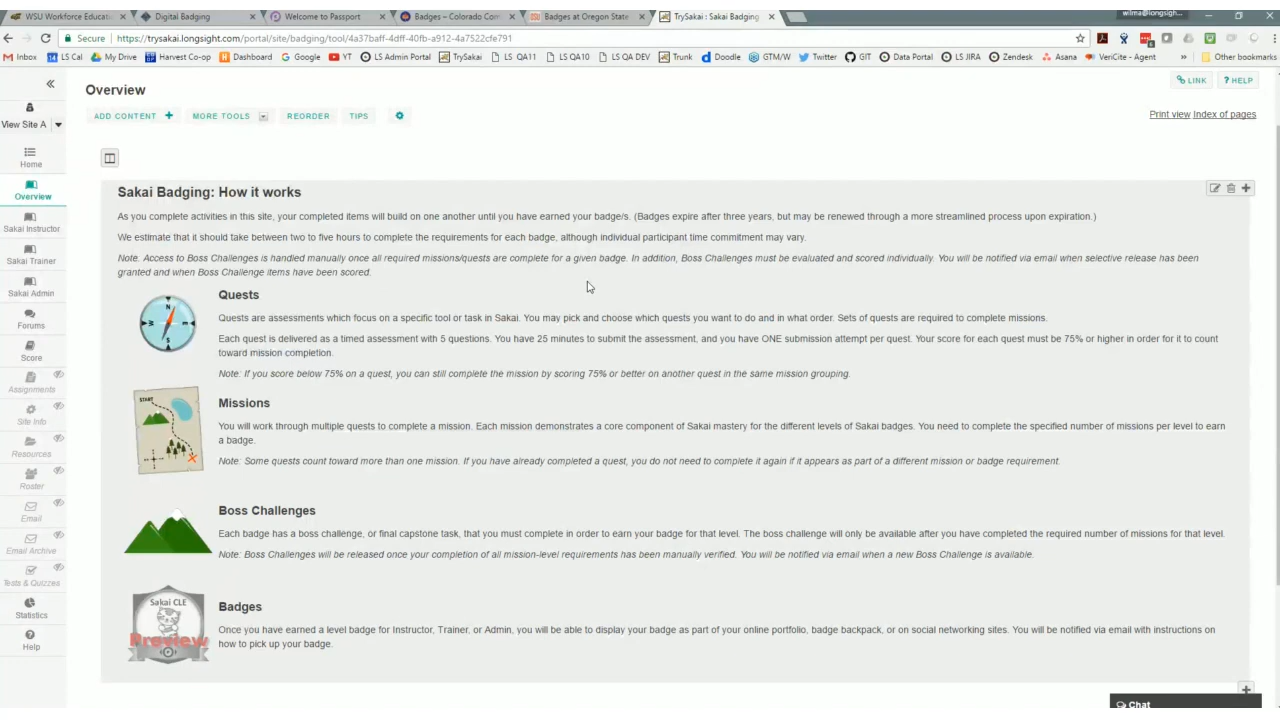 WSU Workforce Educati
Digital Badging
Welcome to Passport
Badges – Colorado Com
Badges at Oregon State
TrySakai : Sakai Badging
wilma@longsigh...
Secure
https://trysakai.longsight.com/portal/site/badging/tool/4a37baff-4dff-40fb-a912-4a7522cfe791
Inbox
LS Cal
My Drive
Harvest Co-op
Dashboard
Google
YT
LS Admin Portal
TrySakai
LS QA11
LS QA10
LS QA DEV
Trunk
Doodle
GTM/W
Twitter
GIT
Data Portal
LS JIRA
Zendesk
Asana
VeriCite - Agent
»
Other bookmarks
«
View Site A
Home
Overview
Sakai Instructor
Sakai Trainer
Sakai Admin
Forums
Score
Assignments
Site Info
Resources
Roster
Email
Email Archive
Tests & Quizzes
Statistics
Help
Overview
LINK
? HELP
ADD CONTENT +
MORE TOOLS
REORDER
TIPS
Print view Index of pages
Sakai Badging: How it works
As you complete activities in this site, your completed items will build on one another until you have earned your badge/s. (Badges expire after three years, but may be renewed through a more streamlined process upon expiration.)
We estimate that it should take between two to five hours to complete the requirements for each badge, although individual participant time commitment may vary.
Note. Access to Boss Challenges is handled manually once all required missions/quests are complete for a given badge. In addition, Boss Challenges must be evaluated and scored individually. You will be notified via email when selective release has been
granted and when Boss Challenge items have been scored.
Quests
Quests are assessments which focus on a specific tool or task in Sakai. You may pick and choose which quests you want to do and in what order. Sets of quests are required to complete missions.
Each quest is delivered as a timed assessment with 5 questions. You have 25 minutes to submit the assessment, and you have ONE submission attempt per quest. Your score for each quest must be 75% or higher in order for it to count
toward mission completion.
Note: If you score below 75% on a quest, you can still complete the mission by scoring 75% or better on another quest in the same mission grouping.
START
Missions
You will work through multiple quests to complete a mission. Each mission demonstrates a core component of Sakai mastery for the different levels of Sakai badges. You need to complete the specified number of missions per level to earn
a badge.
Note: Some quests count toward more than one mission. If you have already completed a quest, you do not need to complete it again if it appears as part of a different mission or badge requirement.
Boss Challenges
Each badge has a boss challenge, or final capstone task, that you must complete in order to earn your badge for that level. The boss challenge will only be available after you have completed the required number of missions for that level.
Note: Boss Challenges will be released once your completion of all mission-level requirements has been manually verified. You will be notified via email when a new Boss Challenge is available.
Sakai CLE
Preview
Badges
Once you have earned a level badge for Instructor, Trainer, or Admin, you will be able to display your badge as part of your online portfolio, badge backpack, or on social networking sites. You will be notified via email with instructions on
how to pick up your badge.
Chat